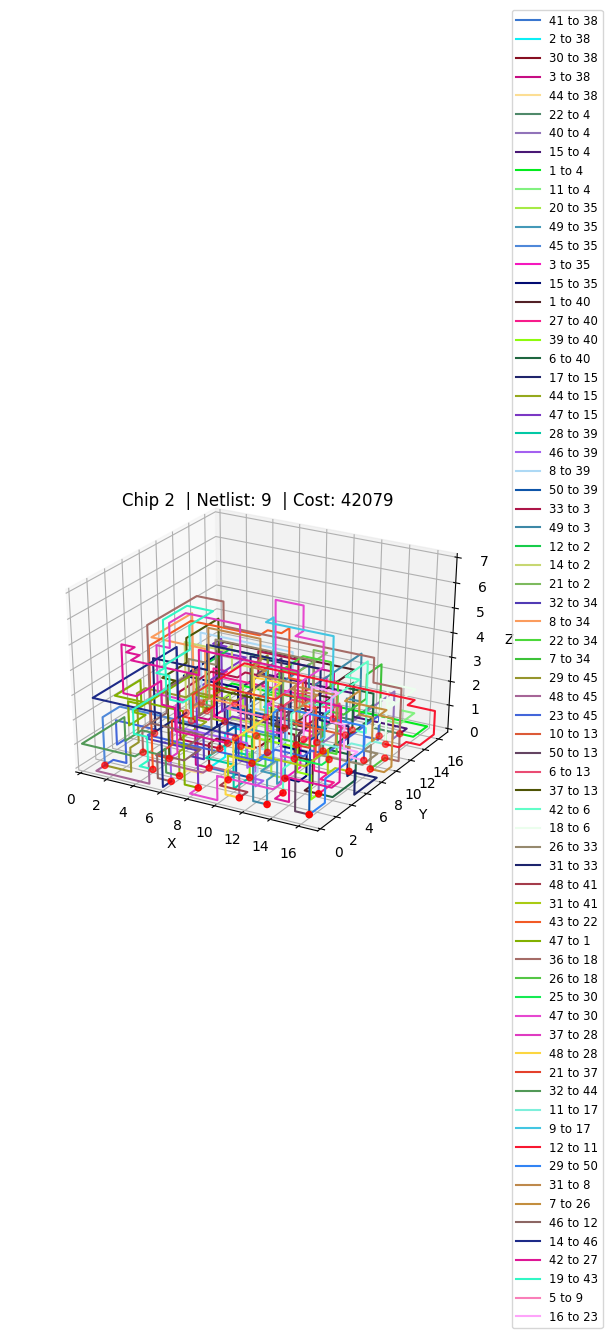 Chip 2 | Netlist: 9 | Cost: 42079
7
6
5
4
3
2
1
0
Z
0
2
4
6
8
10
12
14
16
X
0
2
4
6
8
10
12
14
16
Y
41 to 38
2 to 38
30 to 38
3 to 38
44 to 38
22 to 4
40 to 4
15 to 4
1 to 4
11 to 4
20 to 35
49 to 35
45 to 35
3 to 35
15 to 35
1 to 40
27 to 40
39 to 40
6 to 40
17 to 15
44 to 15
47 to 15
28 to 39
46 to 39
8 to 39
50 to 39
33 to 3
49 to 3
12 to 2
14 to 2
21 to 2
32 to 34
8 to 34
22 to 34
7 to 34
29 to 45
48 to 45
23 to 45
10 to 13
50 to 13
6 to 13
37 to 13
42 to 6
18 to 6
26 to 33
31 to 33
48 to 41
31 to 41
43 to 22
47 to 1
36 to 18
26 to 18
25 to 30
47 to 30
37 to 28
48 to 28
21 to 37
32 to 44
11 to 17
9 to 17
12 to 11
29 to 50
31 to 8
7 to 26
46 to 12
14 to 46
42 to 27
19 to 43
5 to 9
16 to 23